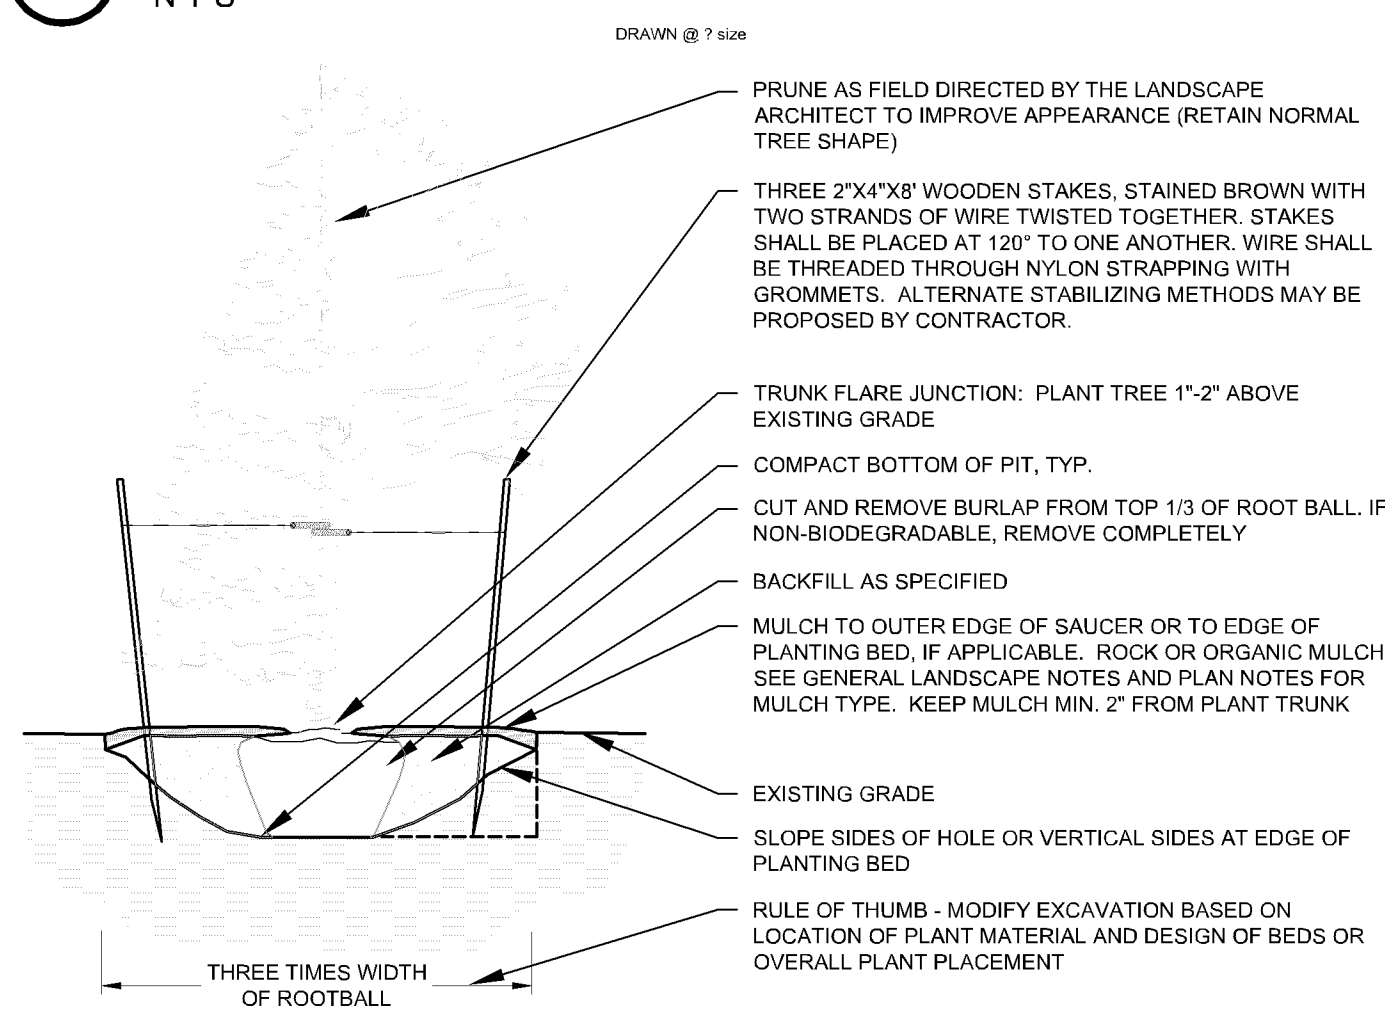 NTS
DRAWN @ ? size
PRUNE AS FIELD DIRECTED BY THE LANDSCAPE
ARCHITECT TO IMPROVE APPEARANCE (RETAIN NORMAL
TREE SHAPE)
THREE 2"X4"X8' WOODEN STAKES, STAINED BROWN WITH
TWO STRANDS OF WIRE TWISTED TOGETHER. STAKES
SHALL BE PLACED AT 120° TO ONE ANOTHER. WIRE SHALL
BE THREADED THROUGH NYLON STRAPPING WITH
GROMMETS. ALTERNATE STABILIZING METHODS MAY BE
PROPOSED BY CONTRACTOR.
TRUNK FLARE JUNCTION: PLANT TREE 1"-2" ABOVE
EXISTING GRADE
COMPACT BOTTOM OF PIT, TYP.
CUT AND REMOVE BURLAP FROM TOP 1/3 OF ROOT BALL. IF
NON-BIODEGRADABLE, REMOVE COMPLETELY
BACKFILL AS SPECIFIED
MULCH TO OUTER EDGE OF SAUCER OR TO EDGE OF
PLANTING BED, IF APPLICABLE. ROCK OR ORGANIC MULCH
SEE GENERAL LANDSCAPE NOTES AND PLAN NOTES FOR
MULCH TYPE. KEEP MULCH MIN. 2" FROM PLANT TRUNK
EXISTING GRADE
SLOPE SIDES OF HOLE OR VERTICAL SIDES AT EDGE OF
PLANTING BED
RULE OF THUMB - MODIFY EXCAVATION BASED ON
LOCATION OF PLANT MATERIAL AND DESIGN OF BEDS OR
OVERALL PLANT PLACEMENT
THREE TIMES WIDTH
OF ROOTBALL